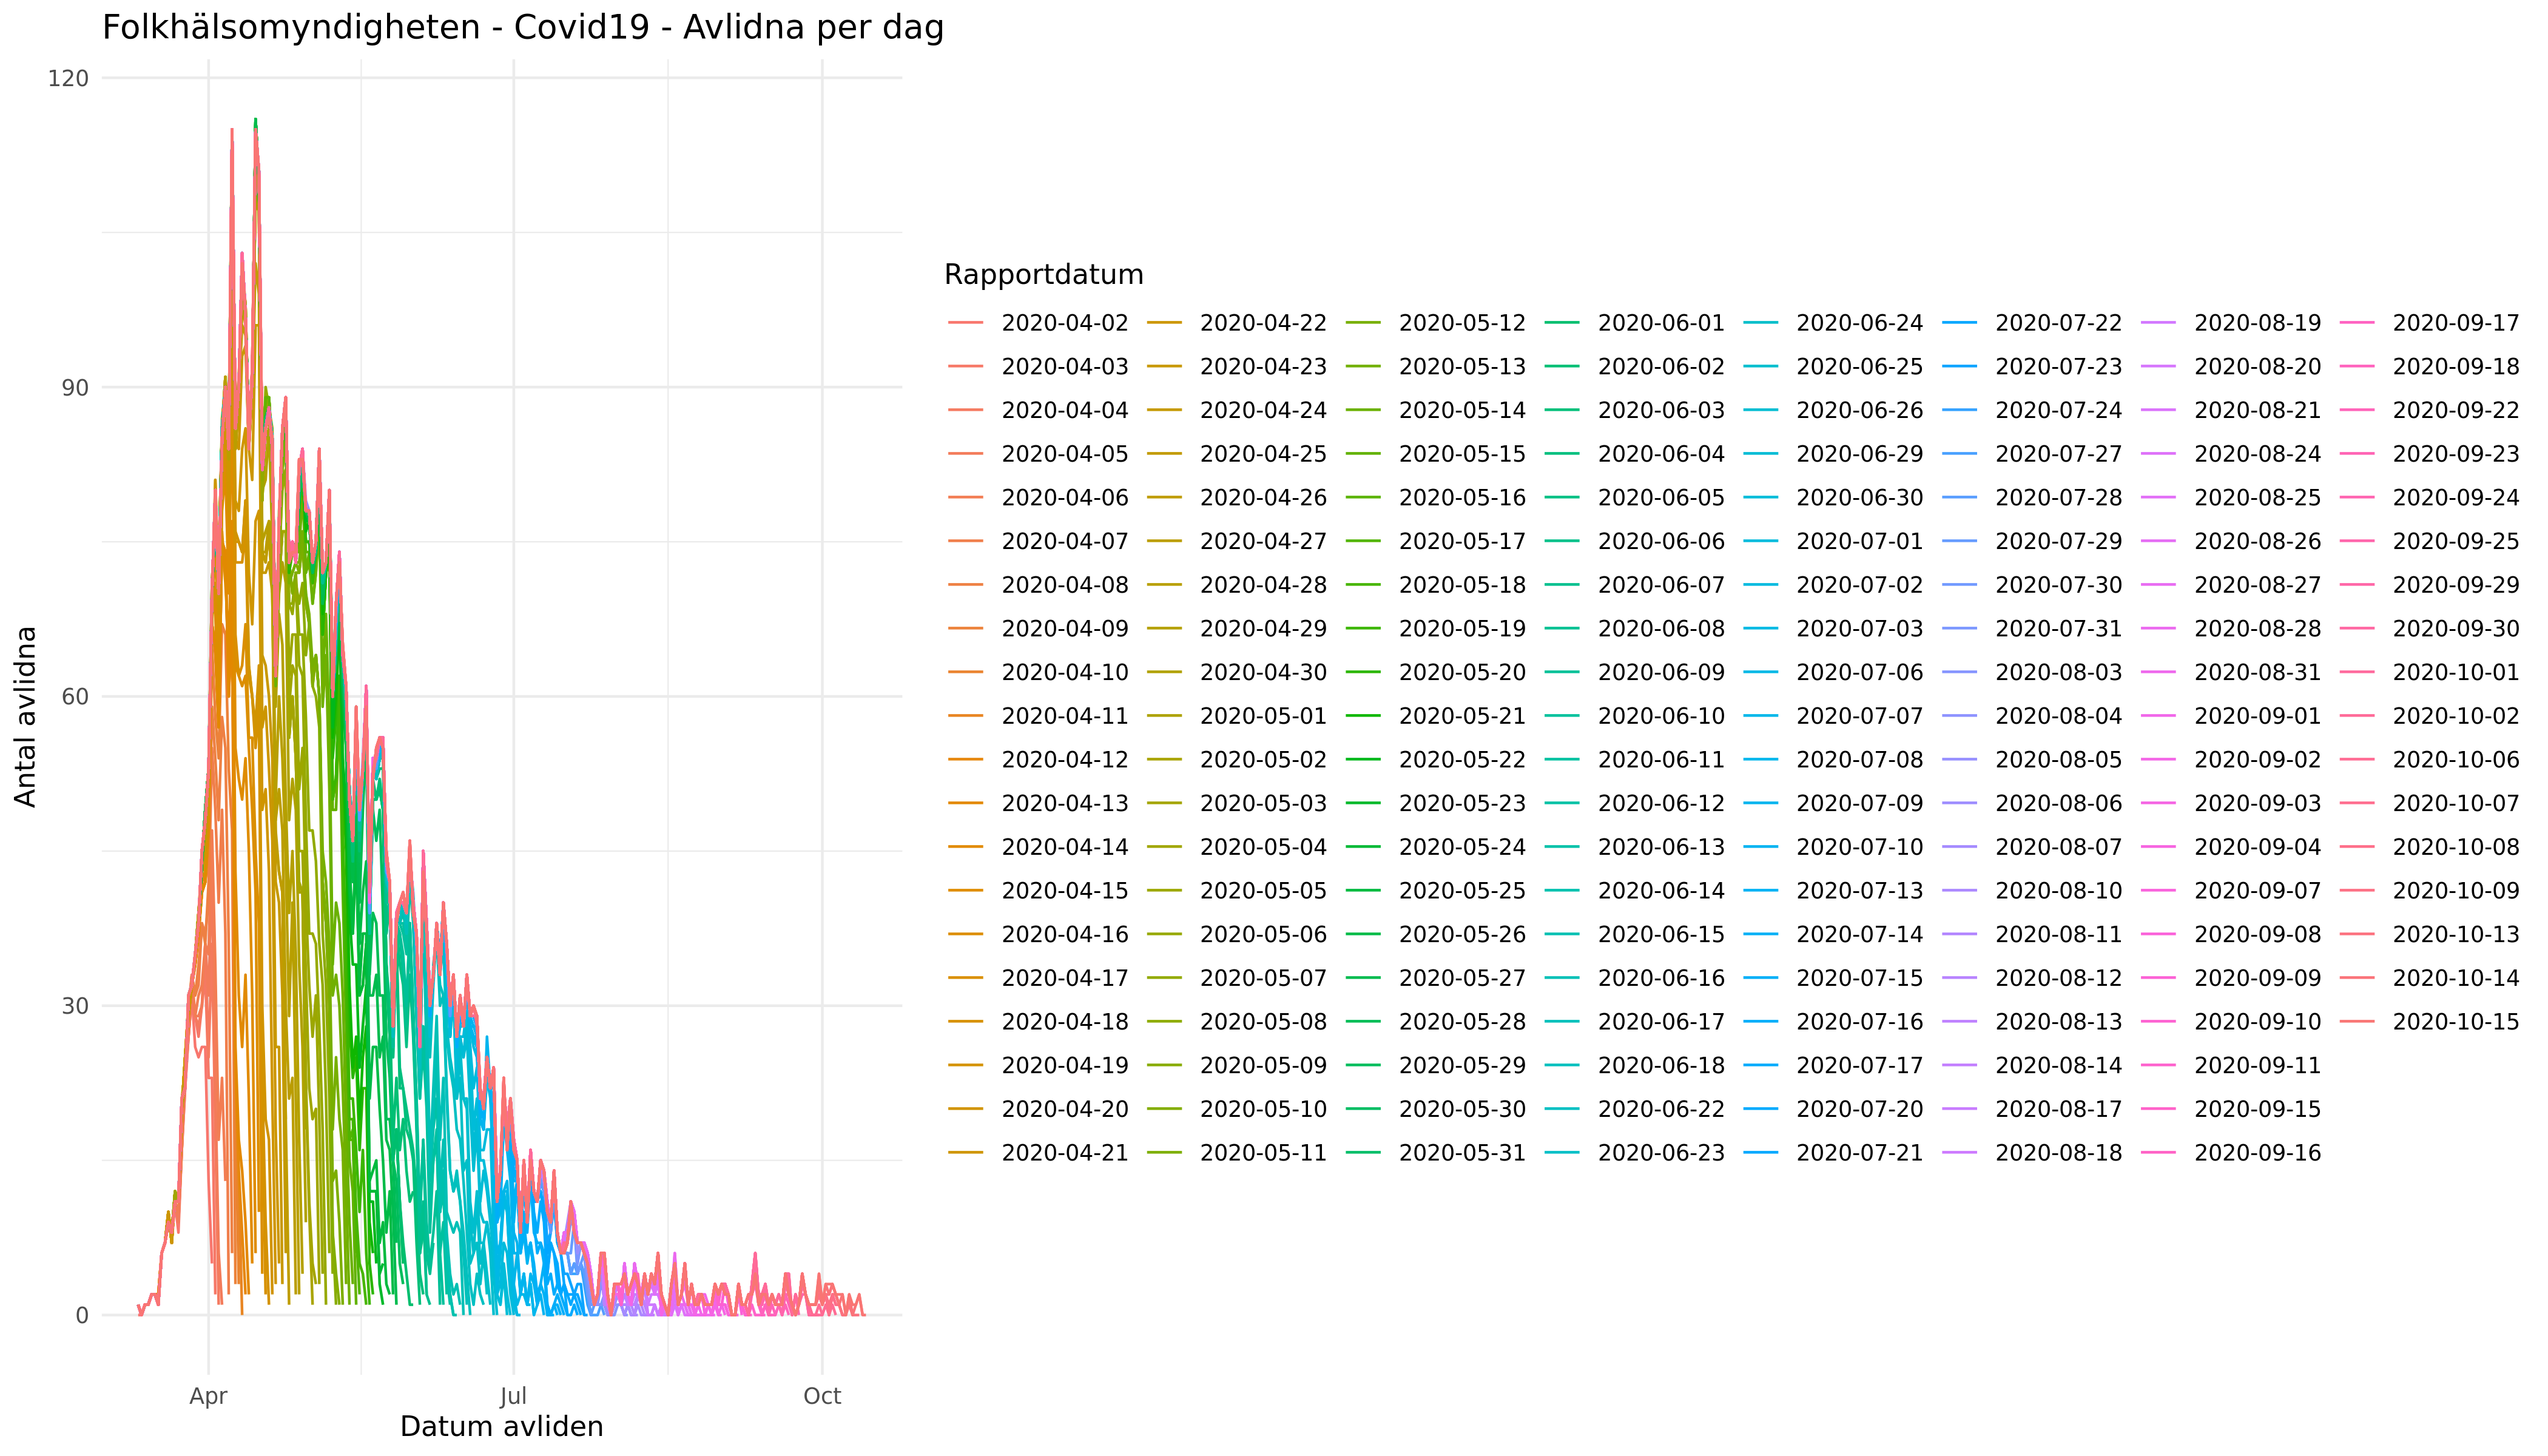 Folkhälsomyndigheten - Covid19 - Avlidna per dag
120
90
60
30
0
Antal avlidna
Apr Jul Oct
Datum avliden
Rapportdatum
2020-04-02 2020-04-22 2020-05-12 2020-06-01 2020-06-24 2020-07-22 2020-08-19 2020-09-17
2020-04-03 2020-04-23 2020-05-13 2020-06-02 2020-06-25 2020-07-23 2020-08-20 2020-09-18
2020-04-04 2020-04-24 2020-05-14 2020-06-03 2020-06-26 2020-07-24 2020-08-21 2020-09-22
2020-04-05 2020-04-25 2020-05-15 2020-06-04 2020-06-29 2020-07-27 2020-08-24 2020-09-23
2020-04-06 2020-04-26 2020-05-16 2020-06-05 2020-06-30 2020-07-28 2020-08-25 2020-09-24
2020-04-07 2020-04-27 2020-05-17 2020-06-06 2020-07-01 2020-07-29 2020-08-26 2020-09-25
2020-04-08 2020-04-28 2020-05-18 2020-06-07 2020-07-02 2020-07-30 2020-08-27 2020-09-29
2020-04-09 2020-04-29 2020-05-19 2020-06-08 2020-07-03 2020-07-31 2020-08-28 2020-09-30
2020-04-10 2020-04-30 2020-05-20 2020-06-09 2020-07-06 2020-08-03 2020-08-31 2020-10-01
2020-04-11 2020-05-01 2020-05-21 2020-06-10 2020-07-07 2020-08-04 2020-09-01 2020-10-02
2020-04-12 2020-05-02 2020-05-22 2020-06-11 2020-07-08 2020-08-05 2020-09-02 2020-10-06
2020-04-13 2020-05-03 2020-05-23 2020-06-12 2020-07-09 2020-08-06 2020-09-03 2020-10-07
2020-04-14 2020-05-04 2020-05-24 2020-06-13 2020-07-10 2020-08-07 2020-09-04 2020-10-08
2020-04-15 2020-05-05 2020-05-25 2020-06-14 2020-07-13 2020-08-10 2020-09-07 2020-10-09
2020-04-16 2020-05-06 2020-05-26 2020-06-15 2020-07-14 2020-08-11 2020-09-08 2020-10-13
2020-04-17 2020-05-07 2020-05-27 2020-06-16 2020-07-15 2020-08-12 2020-09-09 2020-10-14
2020-04-18 2020-05-08 2020-05-28 2020-06-17 2020-07-16 2020-08-13 2020-09-10 2020-10-15
2020-04-19 2020-05-09 2020-05-29 2020-06-18 2020-07-17 2020-08-14 2020-09-11
2020-04-20 2020-05-10 2020-05-30 2020-06-22 2020-07-20 2020-08-17 2020-09-15
2020-04-21 2020-05-11 2020-05-31 2020-06-23 2020-07-21 2020-08-18 2020-09-16